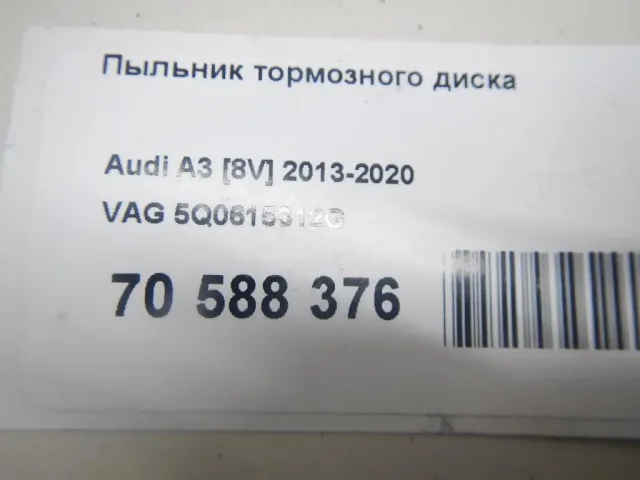 Пыльник тормозного диска
Audi A3 [8V] 2013-2020
VAG 5Q0615312G
70 588 376